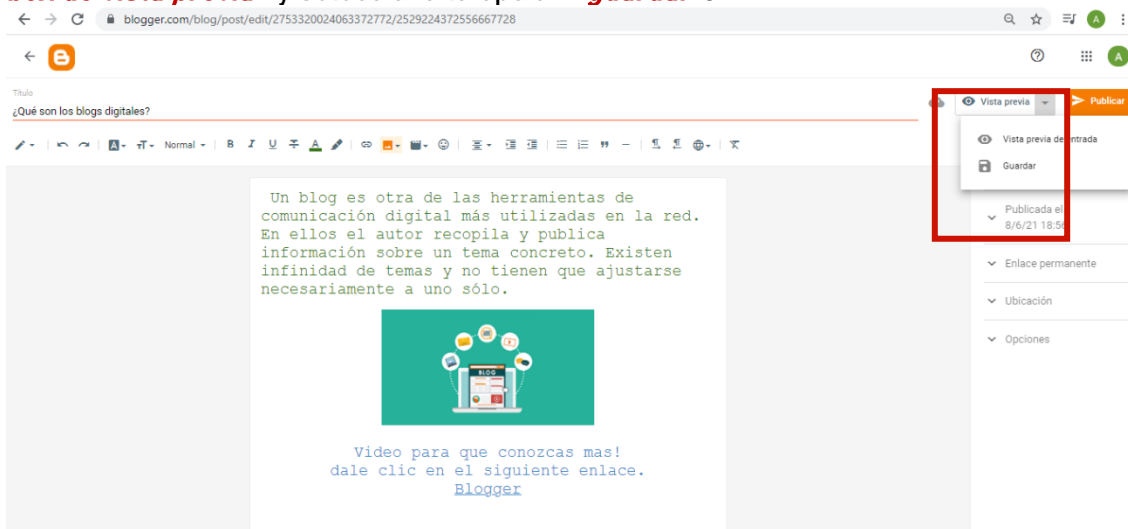 blogger.com/blog/post/edit/2753320024063372772/2529224372556667728
A
A
Título
¿Qué son los blogs digitales?
Vista previa
Publicar
Normal
B I U A
Vista previa de entrada
Guardar
Publicada el
8/6/21 18:56
Enlace permanente
Ubicación
Opciones
Un blog es otra de las herramientas de
comunicación digital más utilizadas en la red.
En ellos el autor recopila y publica
información sobre un tema concreto. Existen
infinidad de temas y no tienen que ajustarse
necesariamente a uno sólo.
BLOG
Video para que conozcas mas!
dale clic en el siguiente enlace.
Blogger